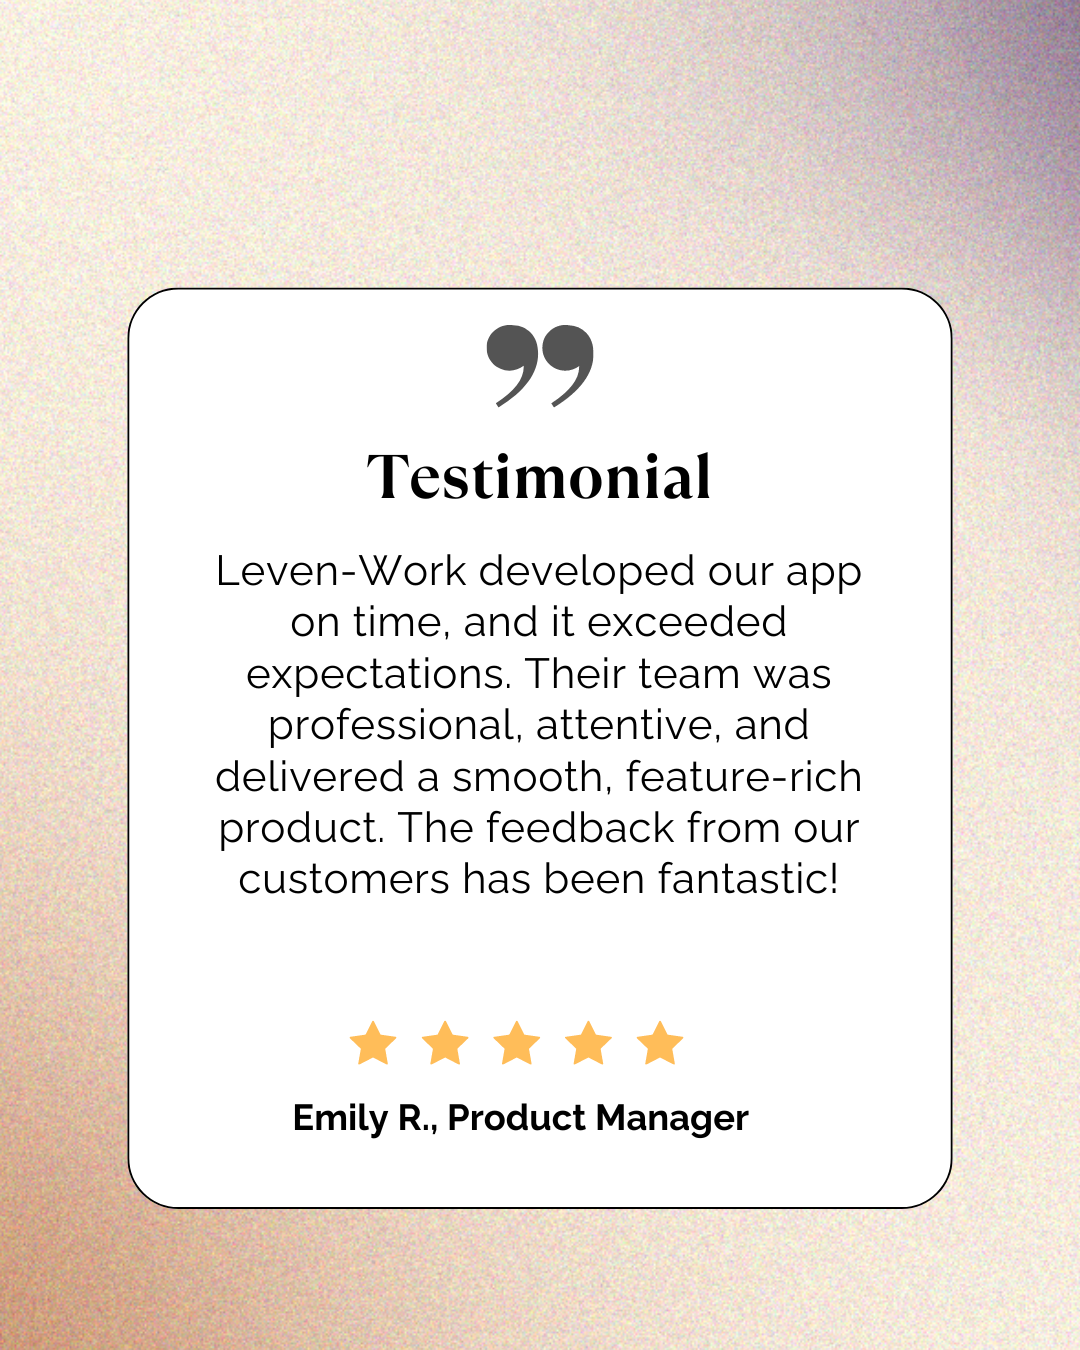 ”
Testimonial
Leven-Work developed our app
on time, and it exceeded
expectations. Their team was
professional, attentive, and
delivered a smooth, feature-rich
product. The feedback from our
customers has been fantastic!
Emily R., Product Manager